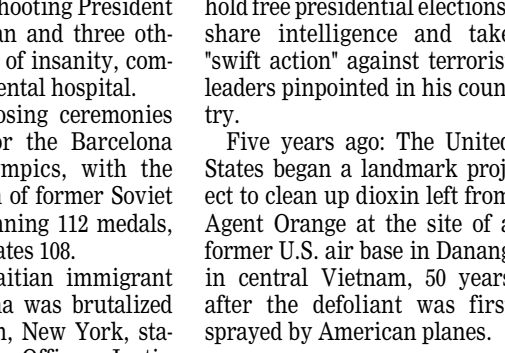 hooting President
an and three oth-
of insanity, com-
ental hospital.
osing ceremonies
or the Barcelona
mpics, with the
of former Soviet
nning 112 medals,
ates 108.
aitian immigrant
na was brutalized
n, New York, sta-
hold free presidential elections,
share intelligence and take
"swift action" against terrorist
leaders pinpointed in his coun
try.
Five years ago: The United
States began a landmark proj
ect to clean up dioxin left from
Agent Orange at the site of a
former U.S. air base in Danang
in central Vietnam, 50 years
after the defoliant was first
sprayed by American planes.